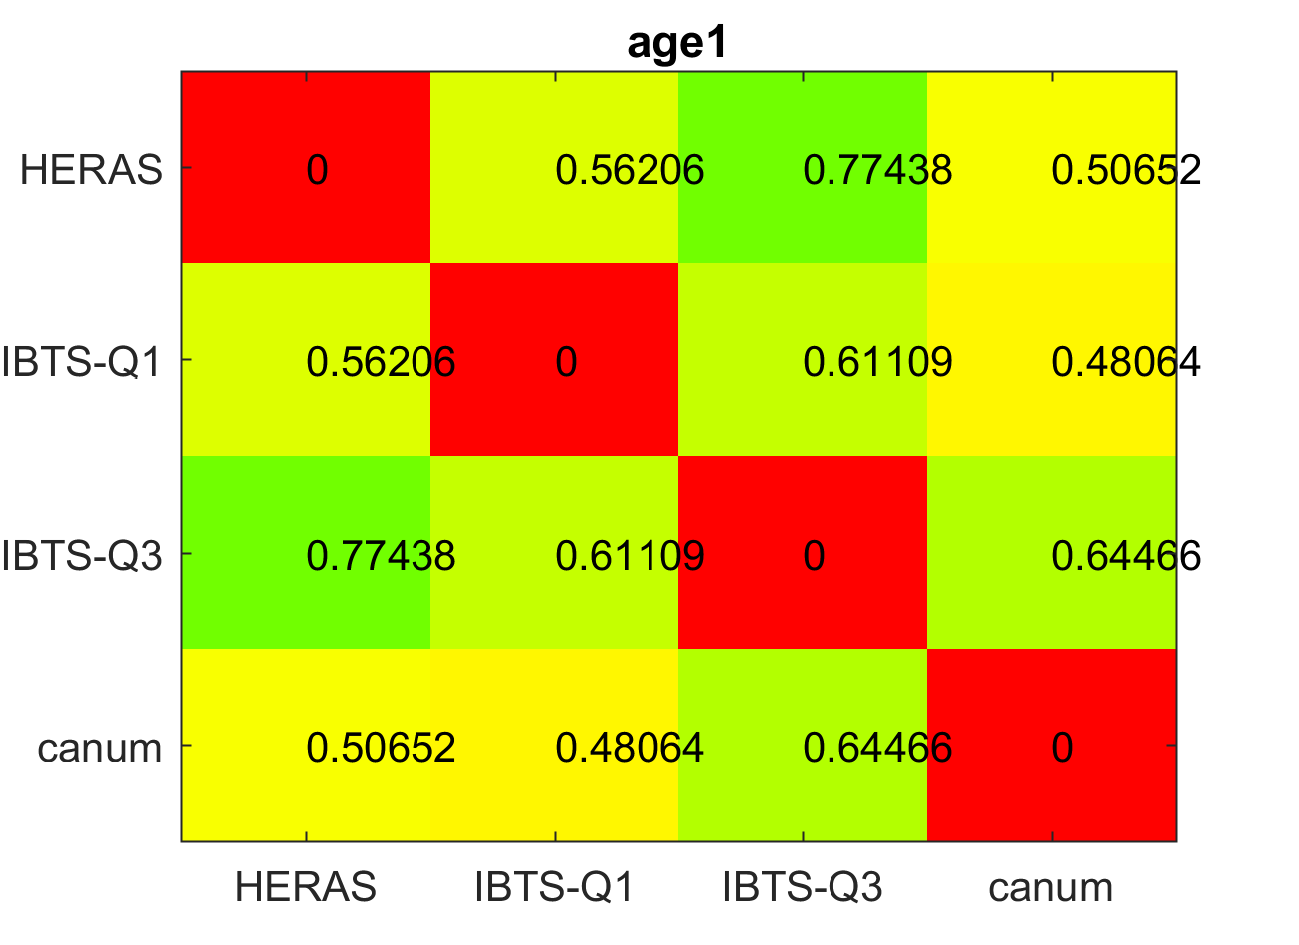 age1
HERAS 0 0.56206 0.77438 0.50652
IBTS-Q1 0.56206 0 0.61109 0.48064
IBTS-Q3 0.77438 0.61109 0 0.64466
canum 0.50652 0.48064 0.64466 0
HERAS IBTS-Q1 IBTS-Q3 canum